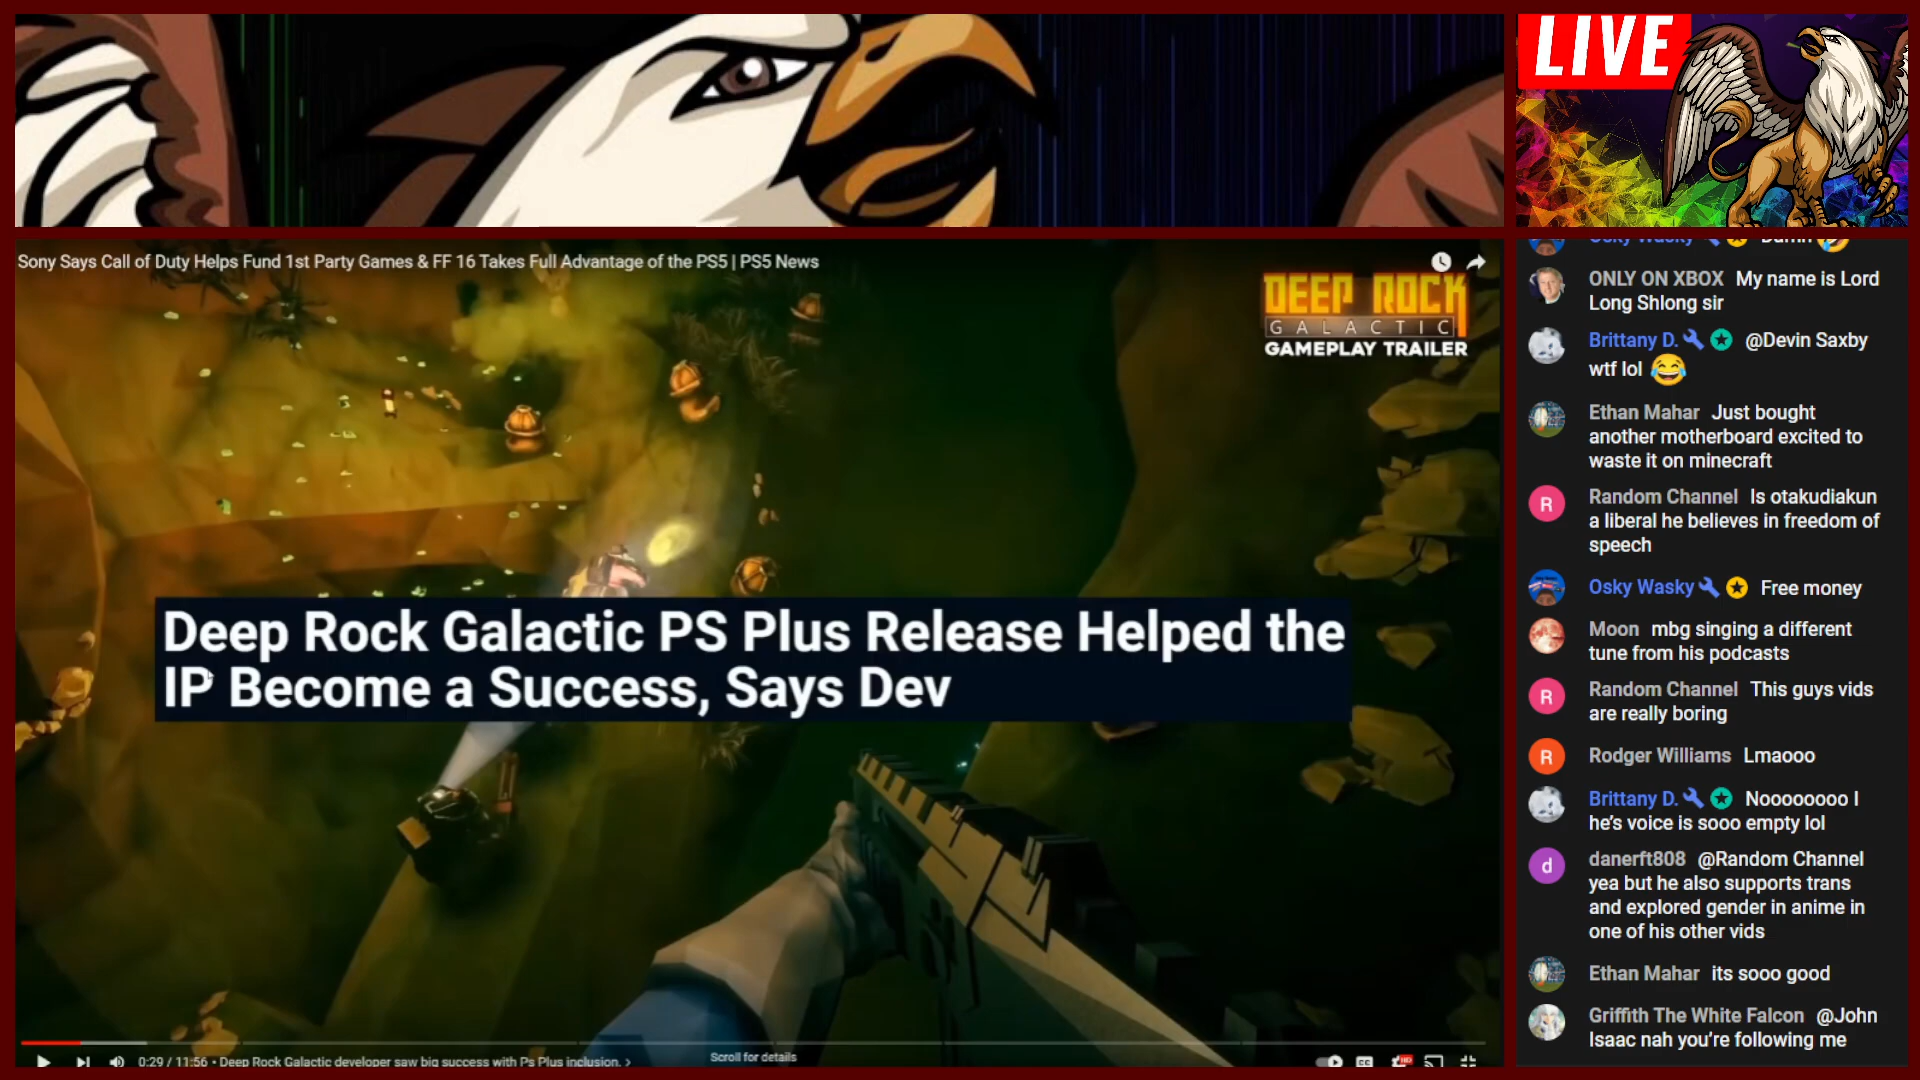 LIVE
Sony Says Call of Duty Helps Fund 1st Party Games & FF 16 Takes Full Advantage of the PS5 | PS5 News
DEEP ROCK
GALACTIC
GAMEPLAY TRAILER
Deep Rock Galactic PS Plus Release Helped the
IP Become a Success, Says Dev
0:29 / 11:56 • Deep Rock Galactic developer saw big success with Ps Plus inclusion. >
Scroll for details
CC
HD
Osky Wasky Damn
ONLY ON XBOX My name is Lord
Long Shlong sir
Brittany D. @Devin Saxby
wtf lol 😂
Ethan Mahar Just bought
another motherboard excited to
waste it on minecraft
R
Random Channel Is otakudiakun
a liberal he believes in freedom of
speech
Osky Wasky Free money
Moon mbg singing a different
tune from his podcasts
R
Random Channel This guys vids
are really boring
R
Rodger Williams Lmaooo
Brittany D. Noooooooo I
he's voice is sooo empty lol
d
danerft808 @Random Channel
yea but he also supports trans
and explored gender in anime in
one of his other vids
Ethan Mahar its sooo good
Griffith The White Falcon @John
Isaac nah you're following me